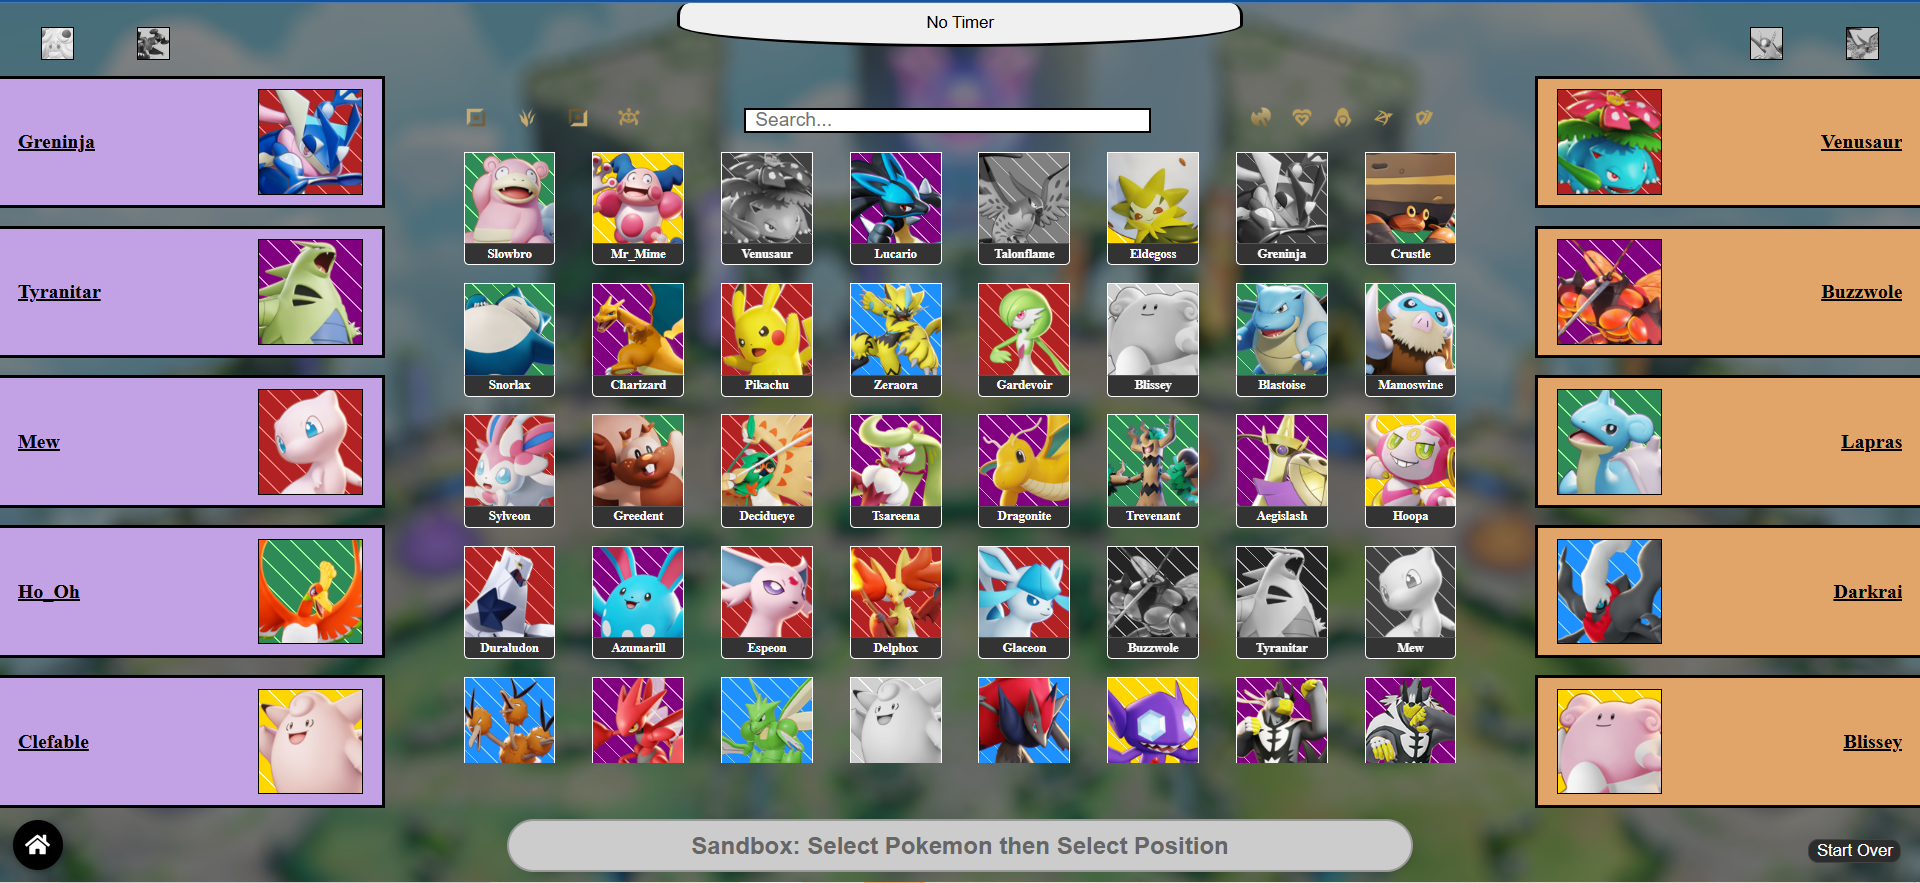 No Timer
Search...
Greninja
Tyranitar
Mew
Ho_Oh
Clefable
Slowbro
Mr_Mime
Venusaur
Lucario
Talonflame
Eldegoss
Greninja
Crustle
Snorlax
Charizard
Pikachu
Zeraora
Gardevoir
Blissey
Blastoise
Mamoswine
Sylveon
Greedent
Decidueye
Tsareena
Dragonite
Trevenant
Aegislash
Hoopa
Duraludon
Azumarill
Espeon
Delphox
Glaceon
Buzzwole
Tyranitar
Mew
Venusaur
Buzzwole
Lapras
Darkrai
Blissey
Sandbox: Select Pokemon then Select Position
Start Over